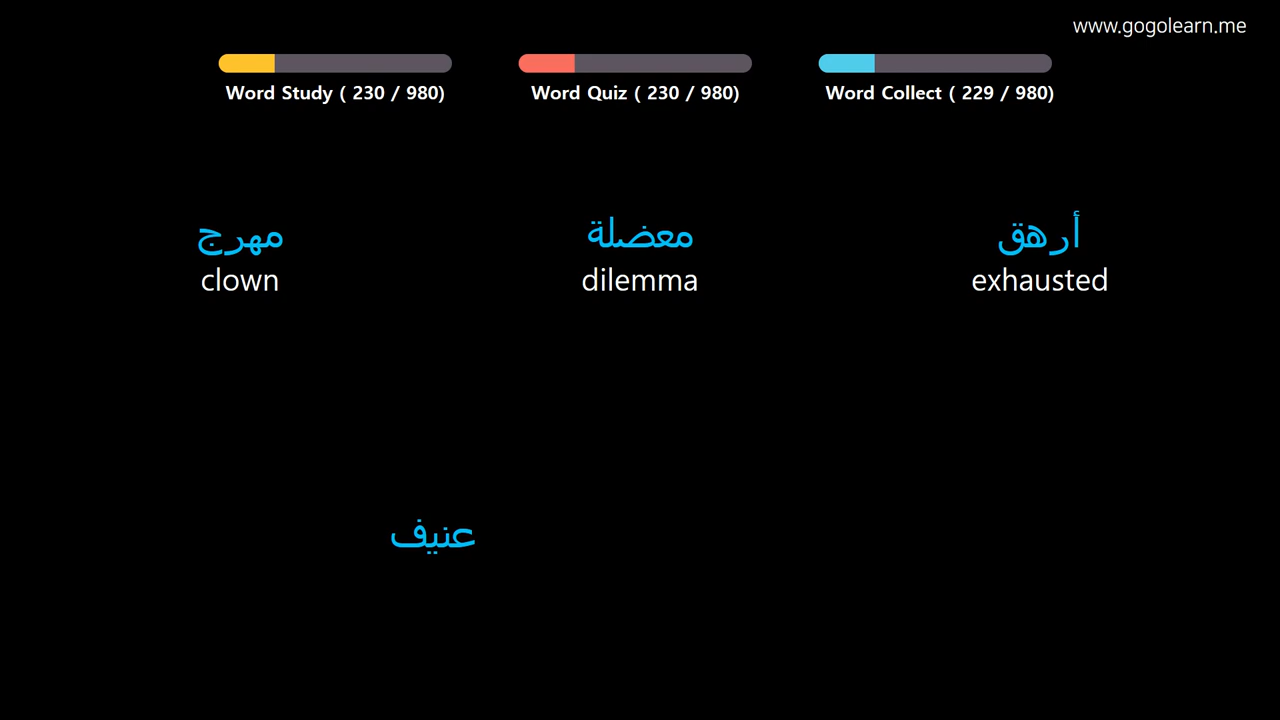 www.gogolearn.me
Word Study ( 230 / 980)
Word Quiz ( 230 / 980)
Word Collect ( 229 / 980)
مهرج
clown
معضلة
dilemma
أرهق
exhausted
عنيف